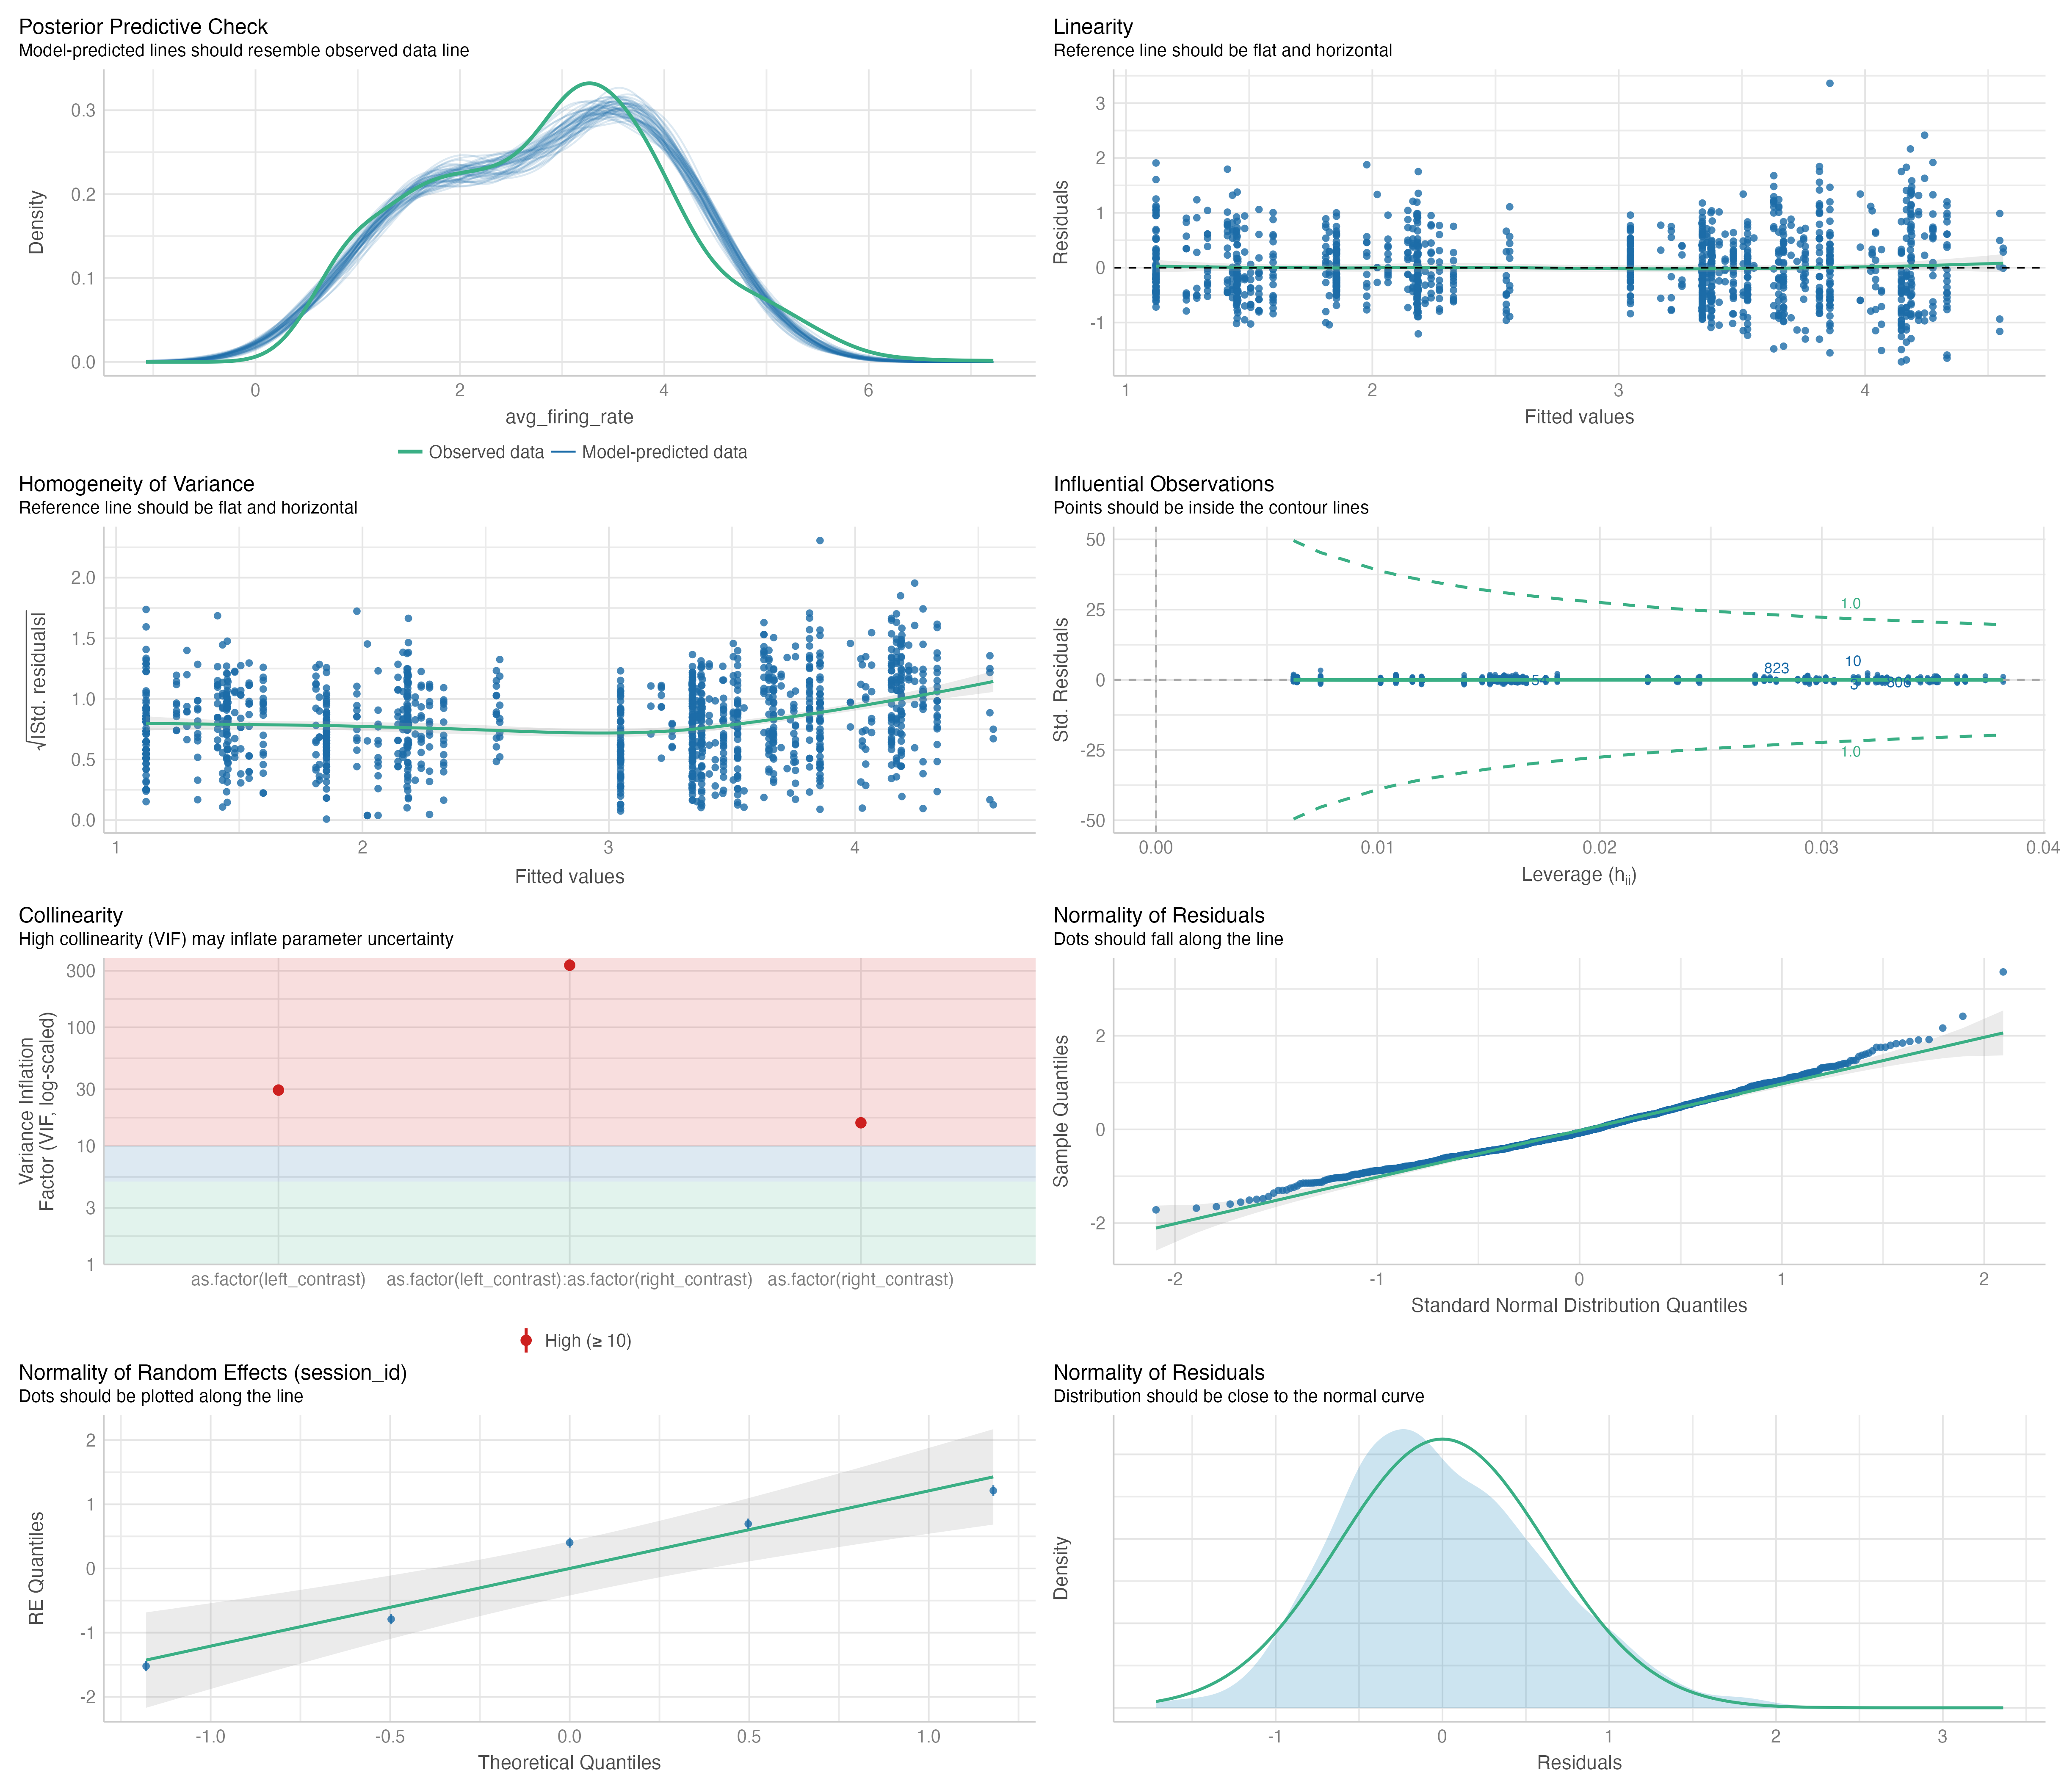 Posterior Predictive Check
Model-predicted lines should resemble observed data line
Density
0.3
0.2
0.1
0.0
0
2
4
6
avg_firing_rate
Observed data
Model-predicted data
Linearity
Reference line should be flat and horizontal
Residuals
3
2
1
0
-1
1
2
3
4
Fitted values
Homogeneity of Variance
Reference line should be flat and horizontal
√|Std. residuals|
2.0
1.5
1.0
0.5
0.0
1
2
3
4
Fitted values
Influential Observations
Points should be inside the contour lines
Std. Residuals
50
25
0
-25
-50
1.0
823
10
1.0
0.00
0.01
0.02
0.03
0.04
Leverage (hii)
Collinearity
High collinearity (VIF) may inflate parameter uncertainty
Variance Inflation
Factor (VIF, log-scaled)
300
100
30
10
3
1
as.factor(left_contrast)
as.factor(left_contrast):as.factor(right_contrast)
as.factor(right_contrast)
High (≥ 10)
Normality of Residuals
Dots should fall along the line
Sample Quantiles
2
0
-2
-2
-1
0
1
2
Standard Normal Distribution Quantiles
Normality of Random Effects (session_id)
Dots should be plotted along the line
RE Quantiles
2
1
0
-1
-2
-1.0
-0.5
0.0
0.5
1.0
Theoretical Quantiles
Normality of Residuals
Distribution should be close to the normal curve
Density
-1
0
1
2
3
Residuals